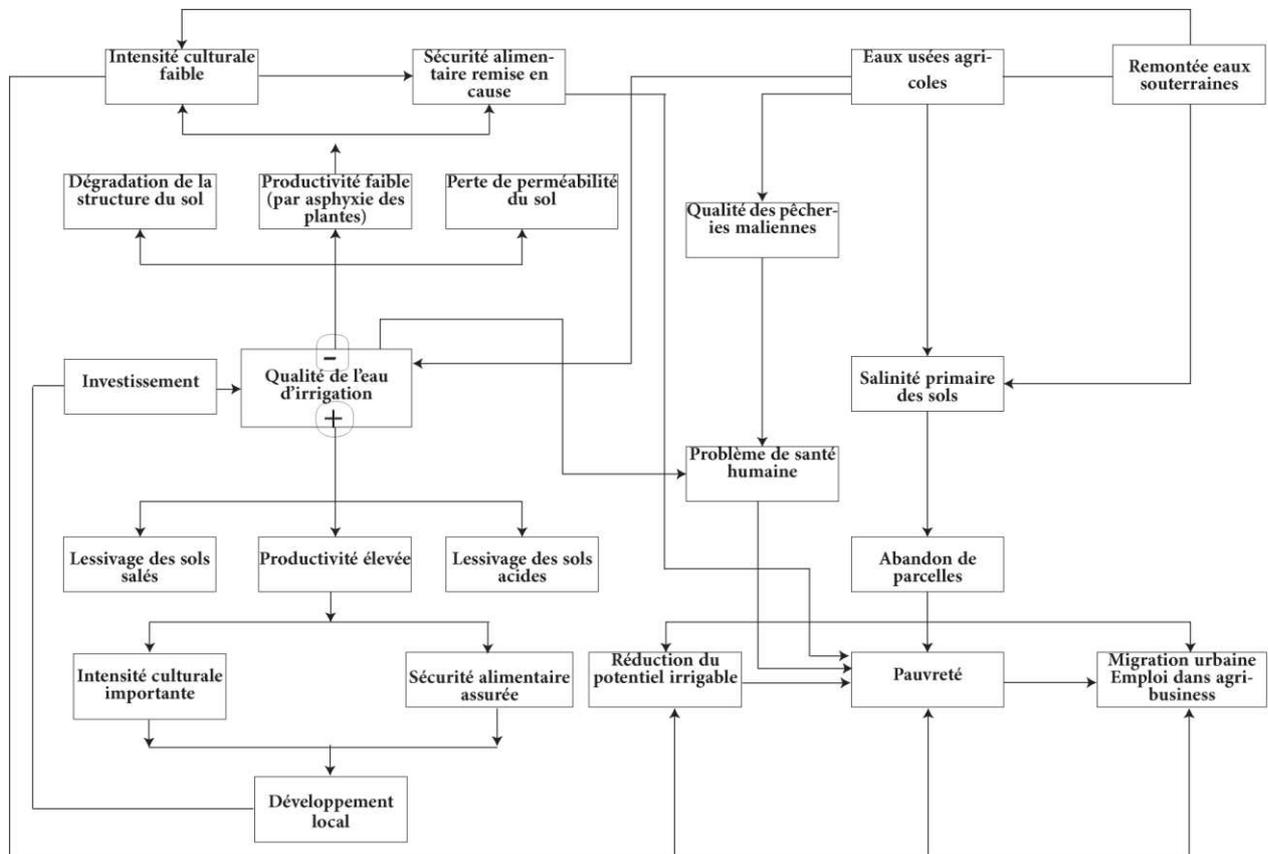 Intensité culturale
faible
Sécurité alimen-
taire remise en
cause
Eaux usées agri-
coles
Remontée eaux
souterraines
Dégradation de la
structure du sol
Productivité faible
(par asphyxie des
plantes)
Perte de perméabilité
du sol
Qualité des pêcher-
ies maliennes
Investissement
–
Qualité de l'eau
d'irrigation
+
Salinité primaire
des sols
Problème de santé
humaine
Lessivage des sols
salés
Productivité élevée
Lessivage des sols
acides
Abandon de
parcelles
Intensité culturale
importante
Sécurité alimentaire
assurée
Réduction du
potentiel irrigable
Pauvreté
Migration urbaine
Emploi dans agri-
business
Développement
local